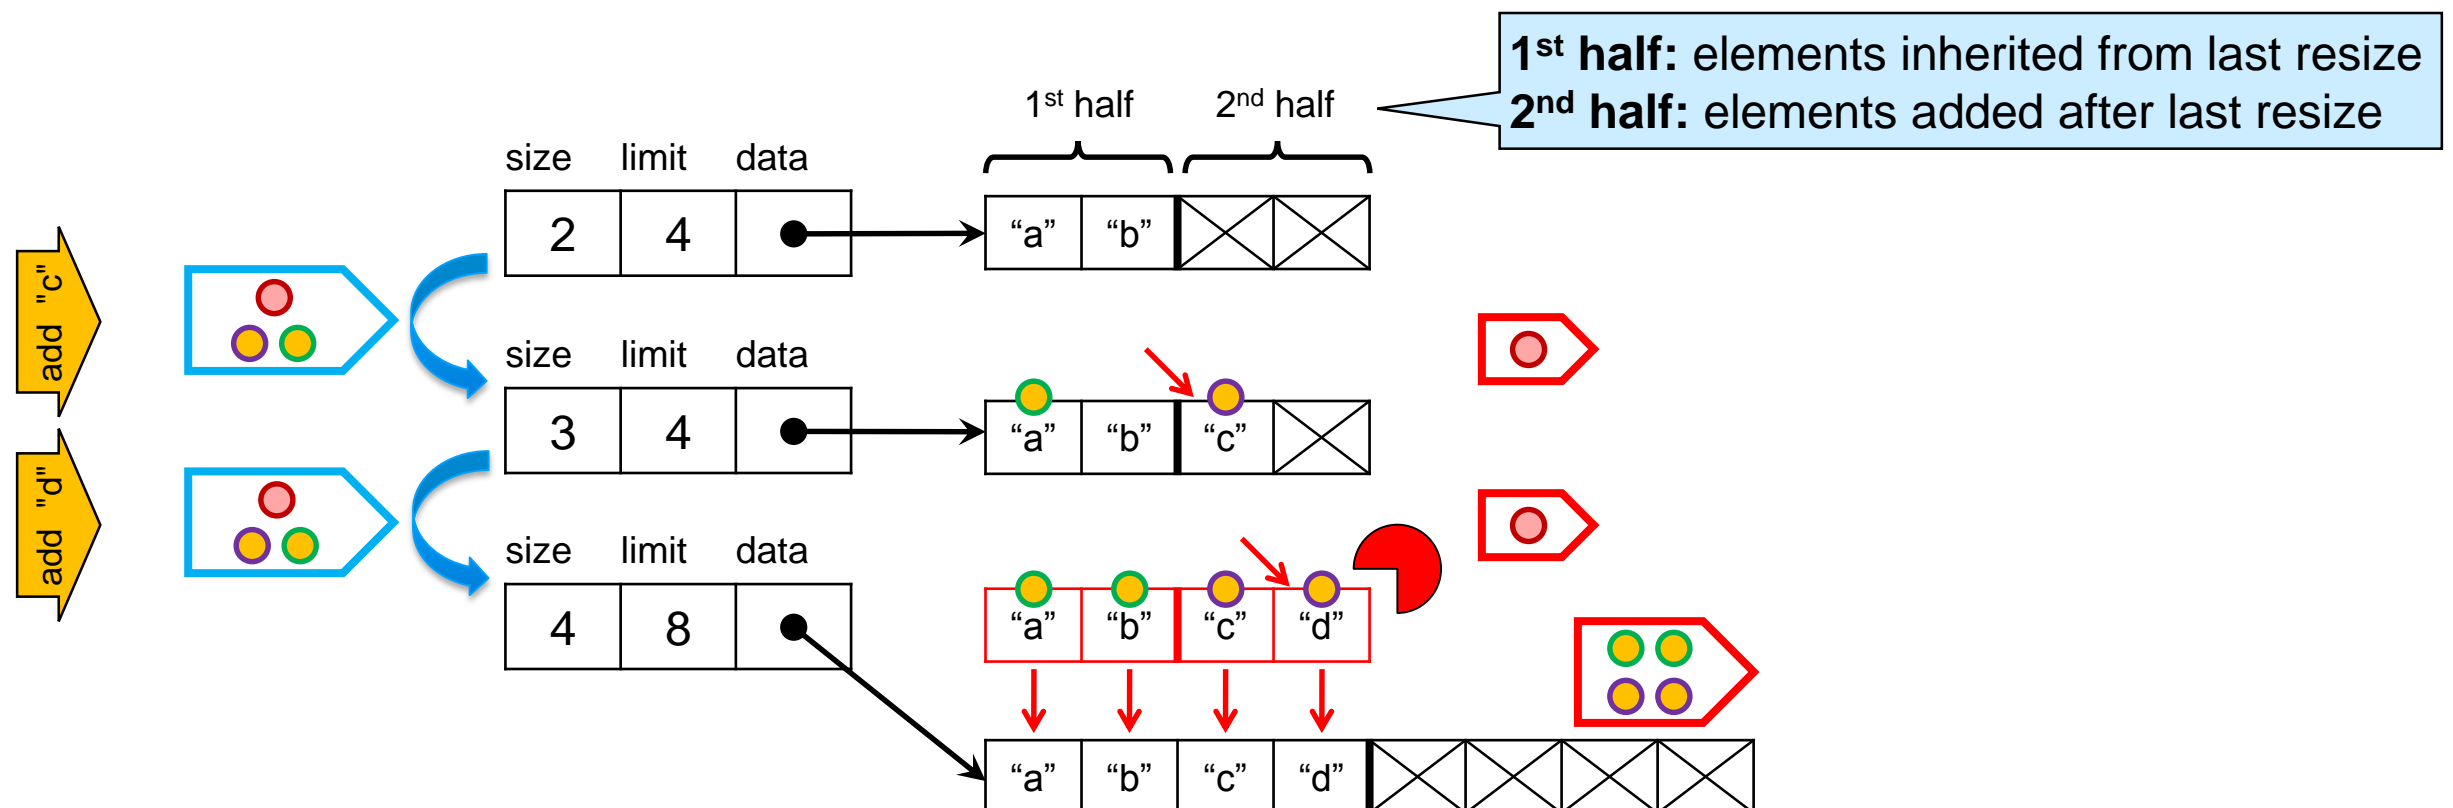 1st half: elements inherited from last resize
2nd half: elements added after last resize
1st half 2nd half
size limit data
2 4 “a” “b”
add "c"
size limit data
3 4 “a” “b” “c”
add "d"
size limit data
4 8 “a” “b” “c” “d”
“a” “b” “c” “d”